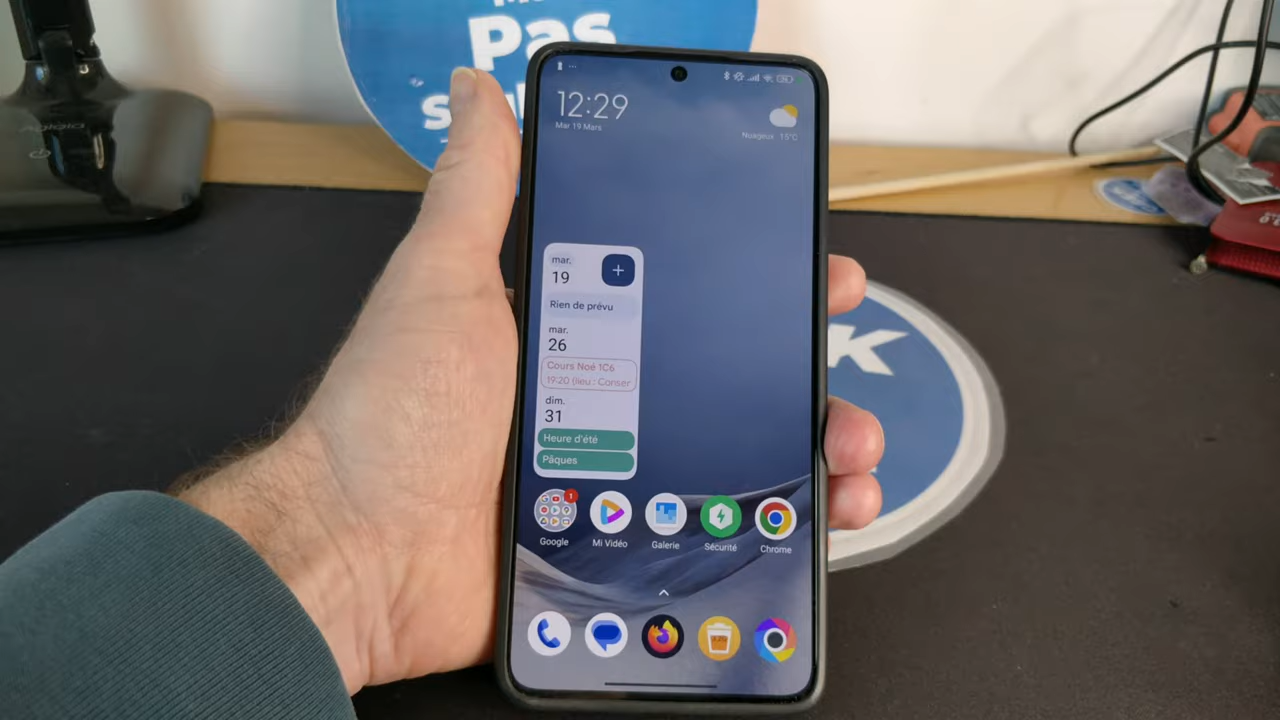 Pas
12:29
Mar 19 Mars
Nuageux 15°C
mar.
19
+
Rien de prévu
mar.
26
Cours Noé 1C6
19:20 (lieu : Conser
dim.
31
Heure d'été
Pâques
1
Google
Mi Vidéo
Galerie
Sécurité
Chrome